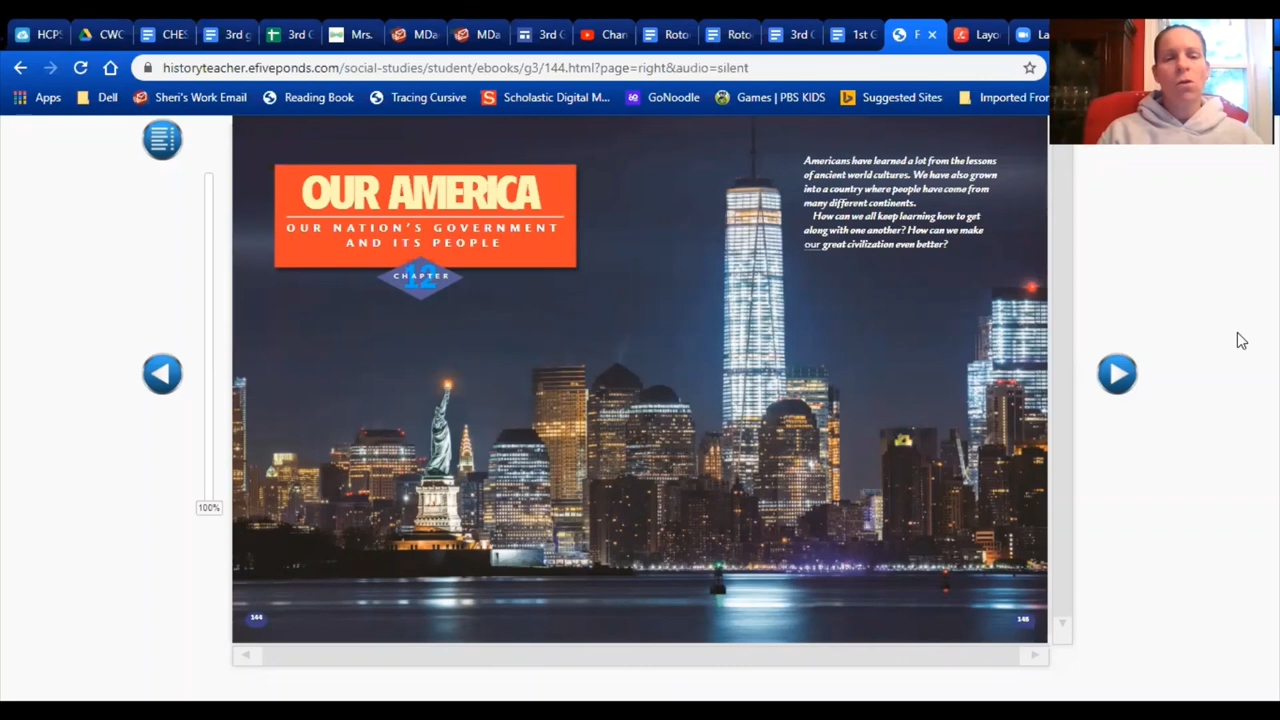 HCPS
CWC
CHES
3rd g
3rd C
Mrs.
MDa
MDa
3rd C
Chan
Roto
Roto
3rd C
1st G
F
Layo
La
historyteacher.efiveponds.com/social-studies/student/ebooks/g3/144.html?page=right&audio=silent
Apps
Dell
Sheri's Work Email
Reading Book
Tracing Cursive
Scholastic Digital M...
GoNoodle
Games | PBS KIDS
Suggested Sites
Imported Fror
OUR AMERICA
OUR NATION'S GOVERNMENT
AND ITS PEOPLE
CHAPTER
12
Americans have learned a lot from the lessons
of ancient world cultures. We have also grown
into a country where people have come from
many different continents.
How can we all keep learning how to get
along with one another? How can we make
our great civilization even better?
100%
144
145